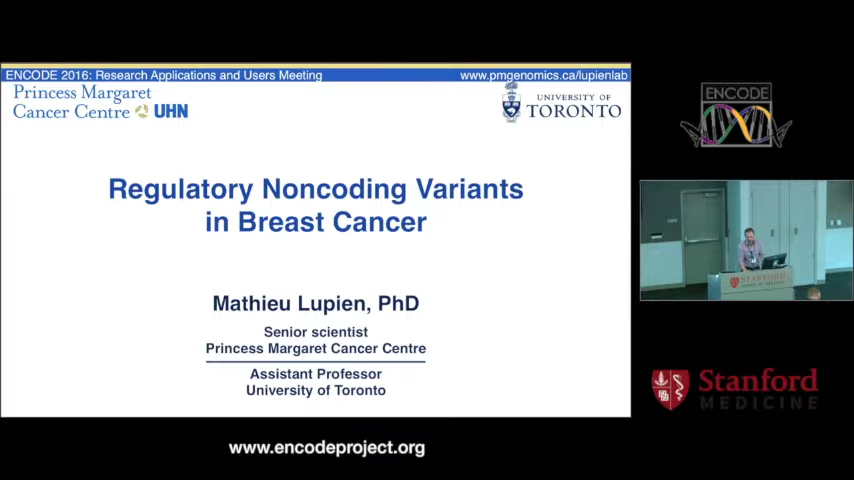 ENCODE 2016: Research Applications and Users Meeting
www.pmgenomics.ca/lupienlab
Princess Margaret
Cancer Centre UHN
UNIVERSITY OF
TORONTO
Regulatory Noncoding Variants
in Breast Cancer
Mathieu Lupien, PhD
Senior scientist
Princess Margaret Cancer Centre
Assistant Professor
University of Toronto
ENCODE
STANFORD
Stanford
MEDICINE
www.encodeproject.org